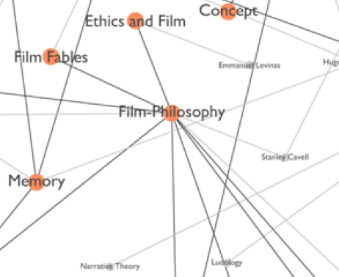 Concept
Ethics and Film
Film Fables
Emmanuel Levinas
Film-Philosophy
Stanley Cavell
Memory
Narrative Theory
Ludology